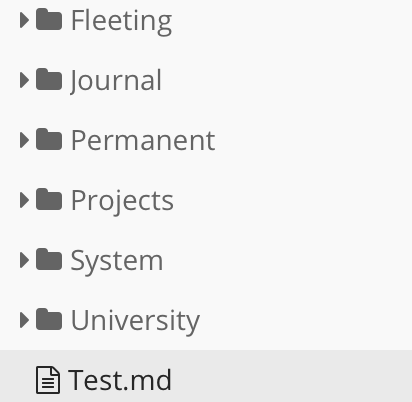 Fleeting
Journal
Permanent
Projects
System
University
Test.md